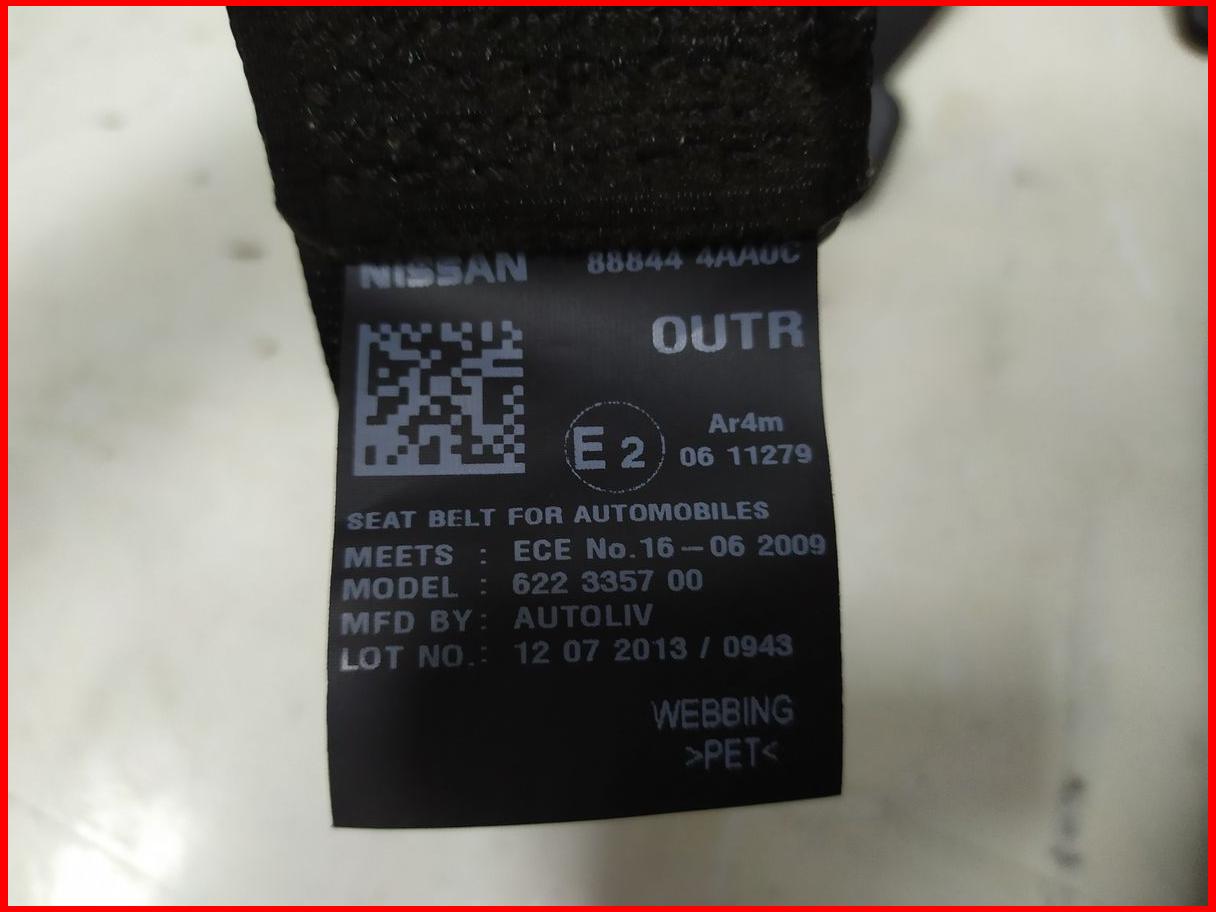 NISSAN 88844 4AA0C
OUTR
E2 Ar4m
06 11279
SEAT BELT FOR AUTOMOBILES
MEETS : ECE No.16-06 2009
MODEL : 622 3357 00
MFD BY: AUTOLIV
LOT NO.: 12 07 2013 / 0943
WEBBING
>PET<